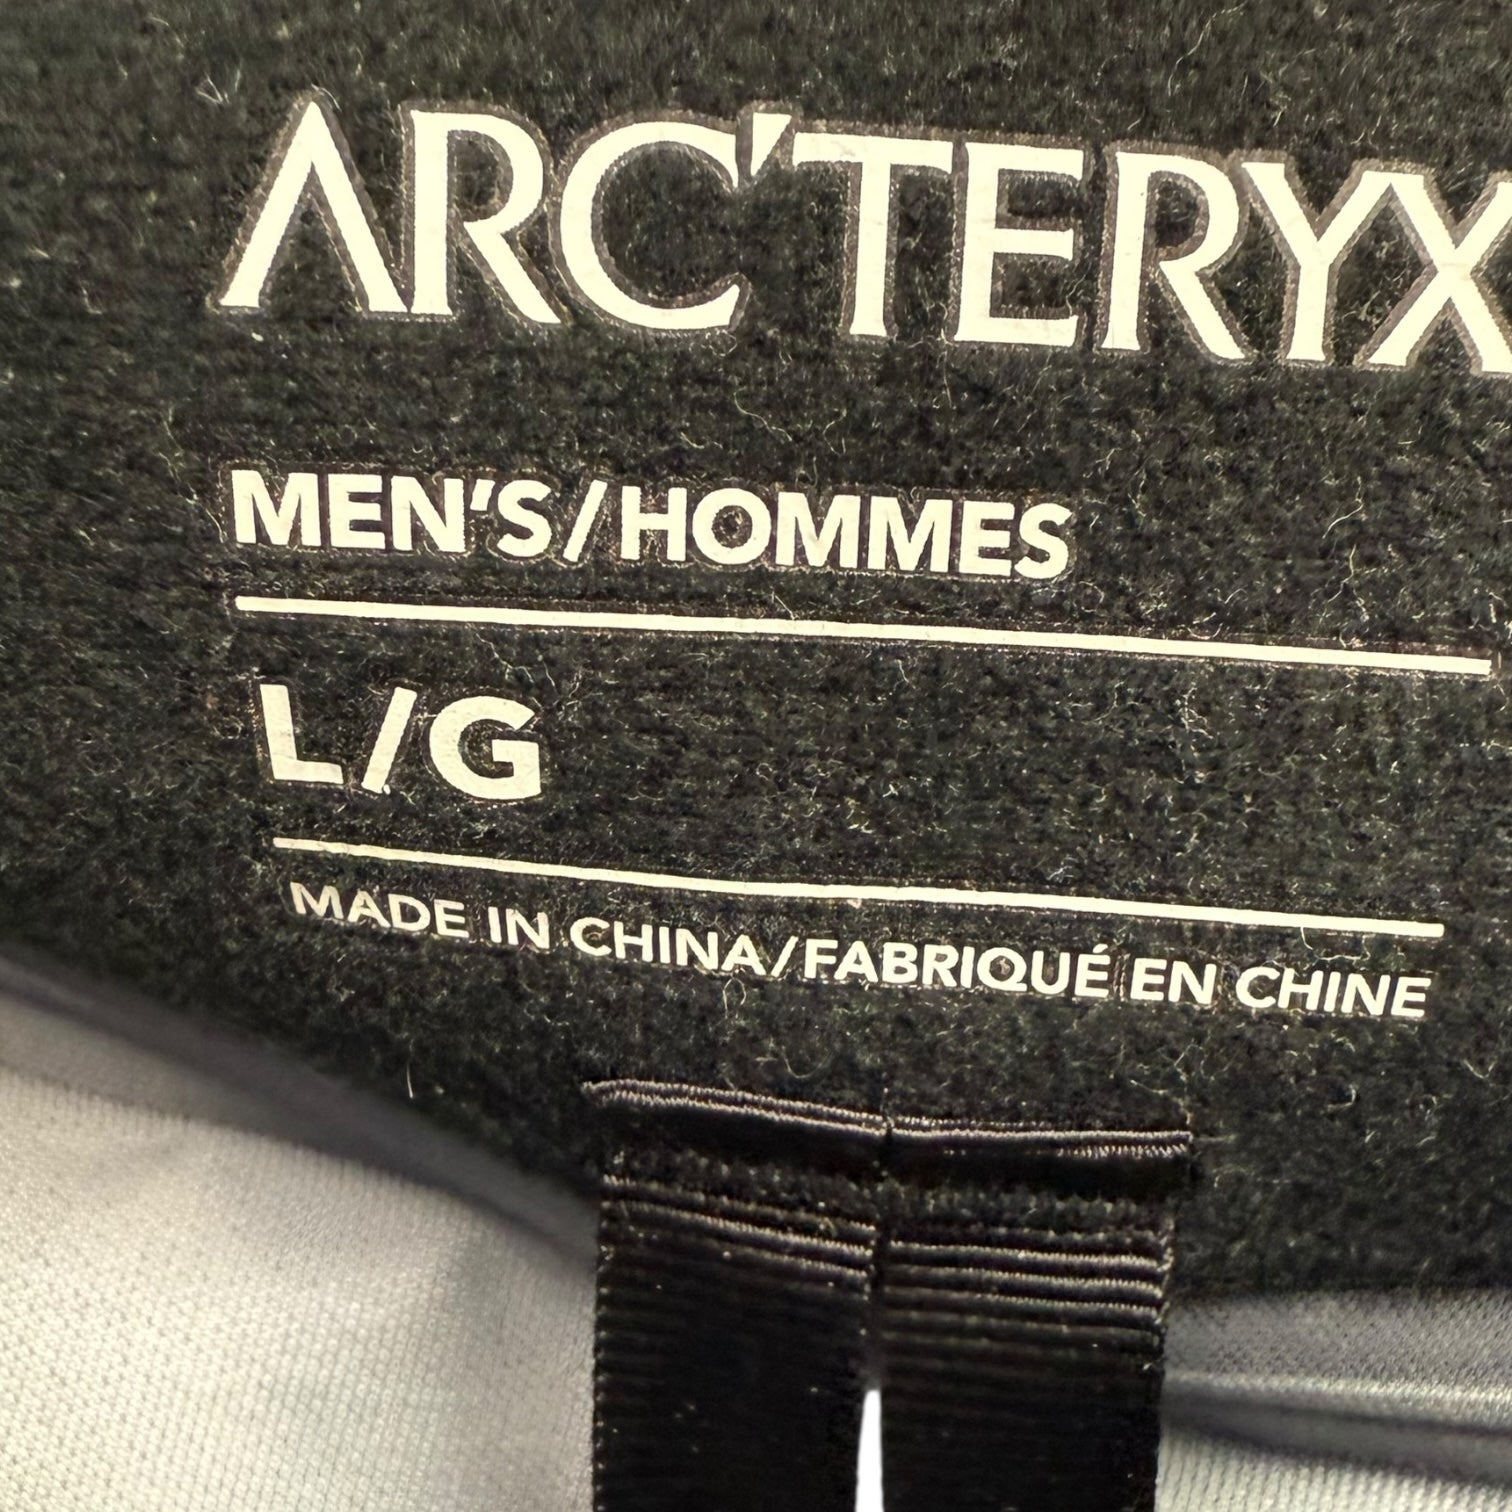 ARC'TERYX
MEN'S/HOMMES
L/G
MADE IN CHINA/FABRIQUÉ EN CHINE